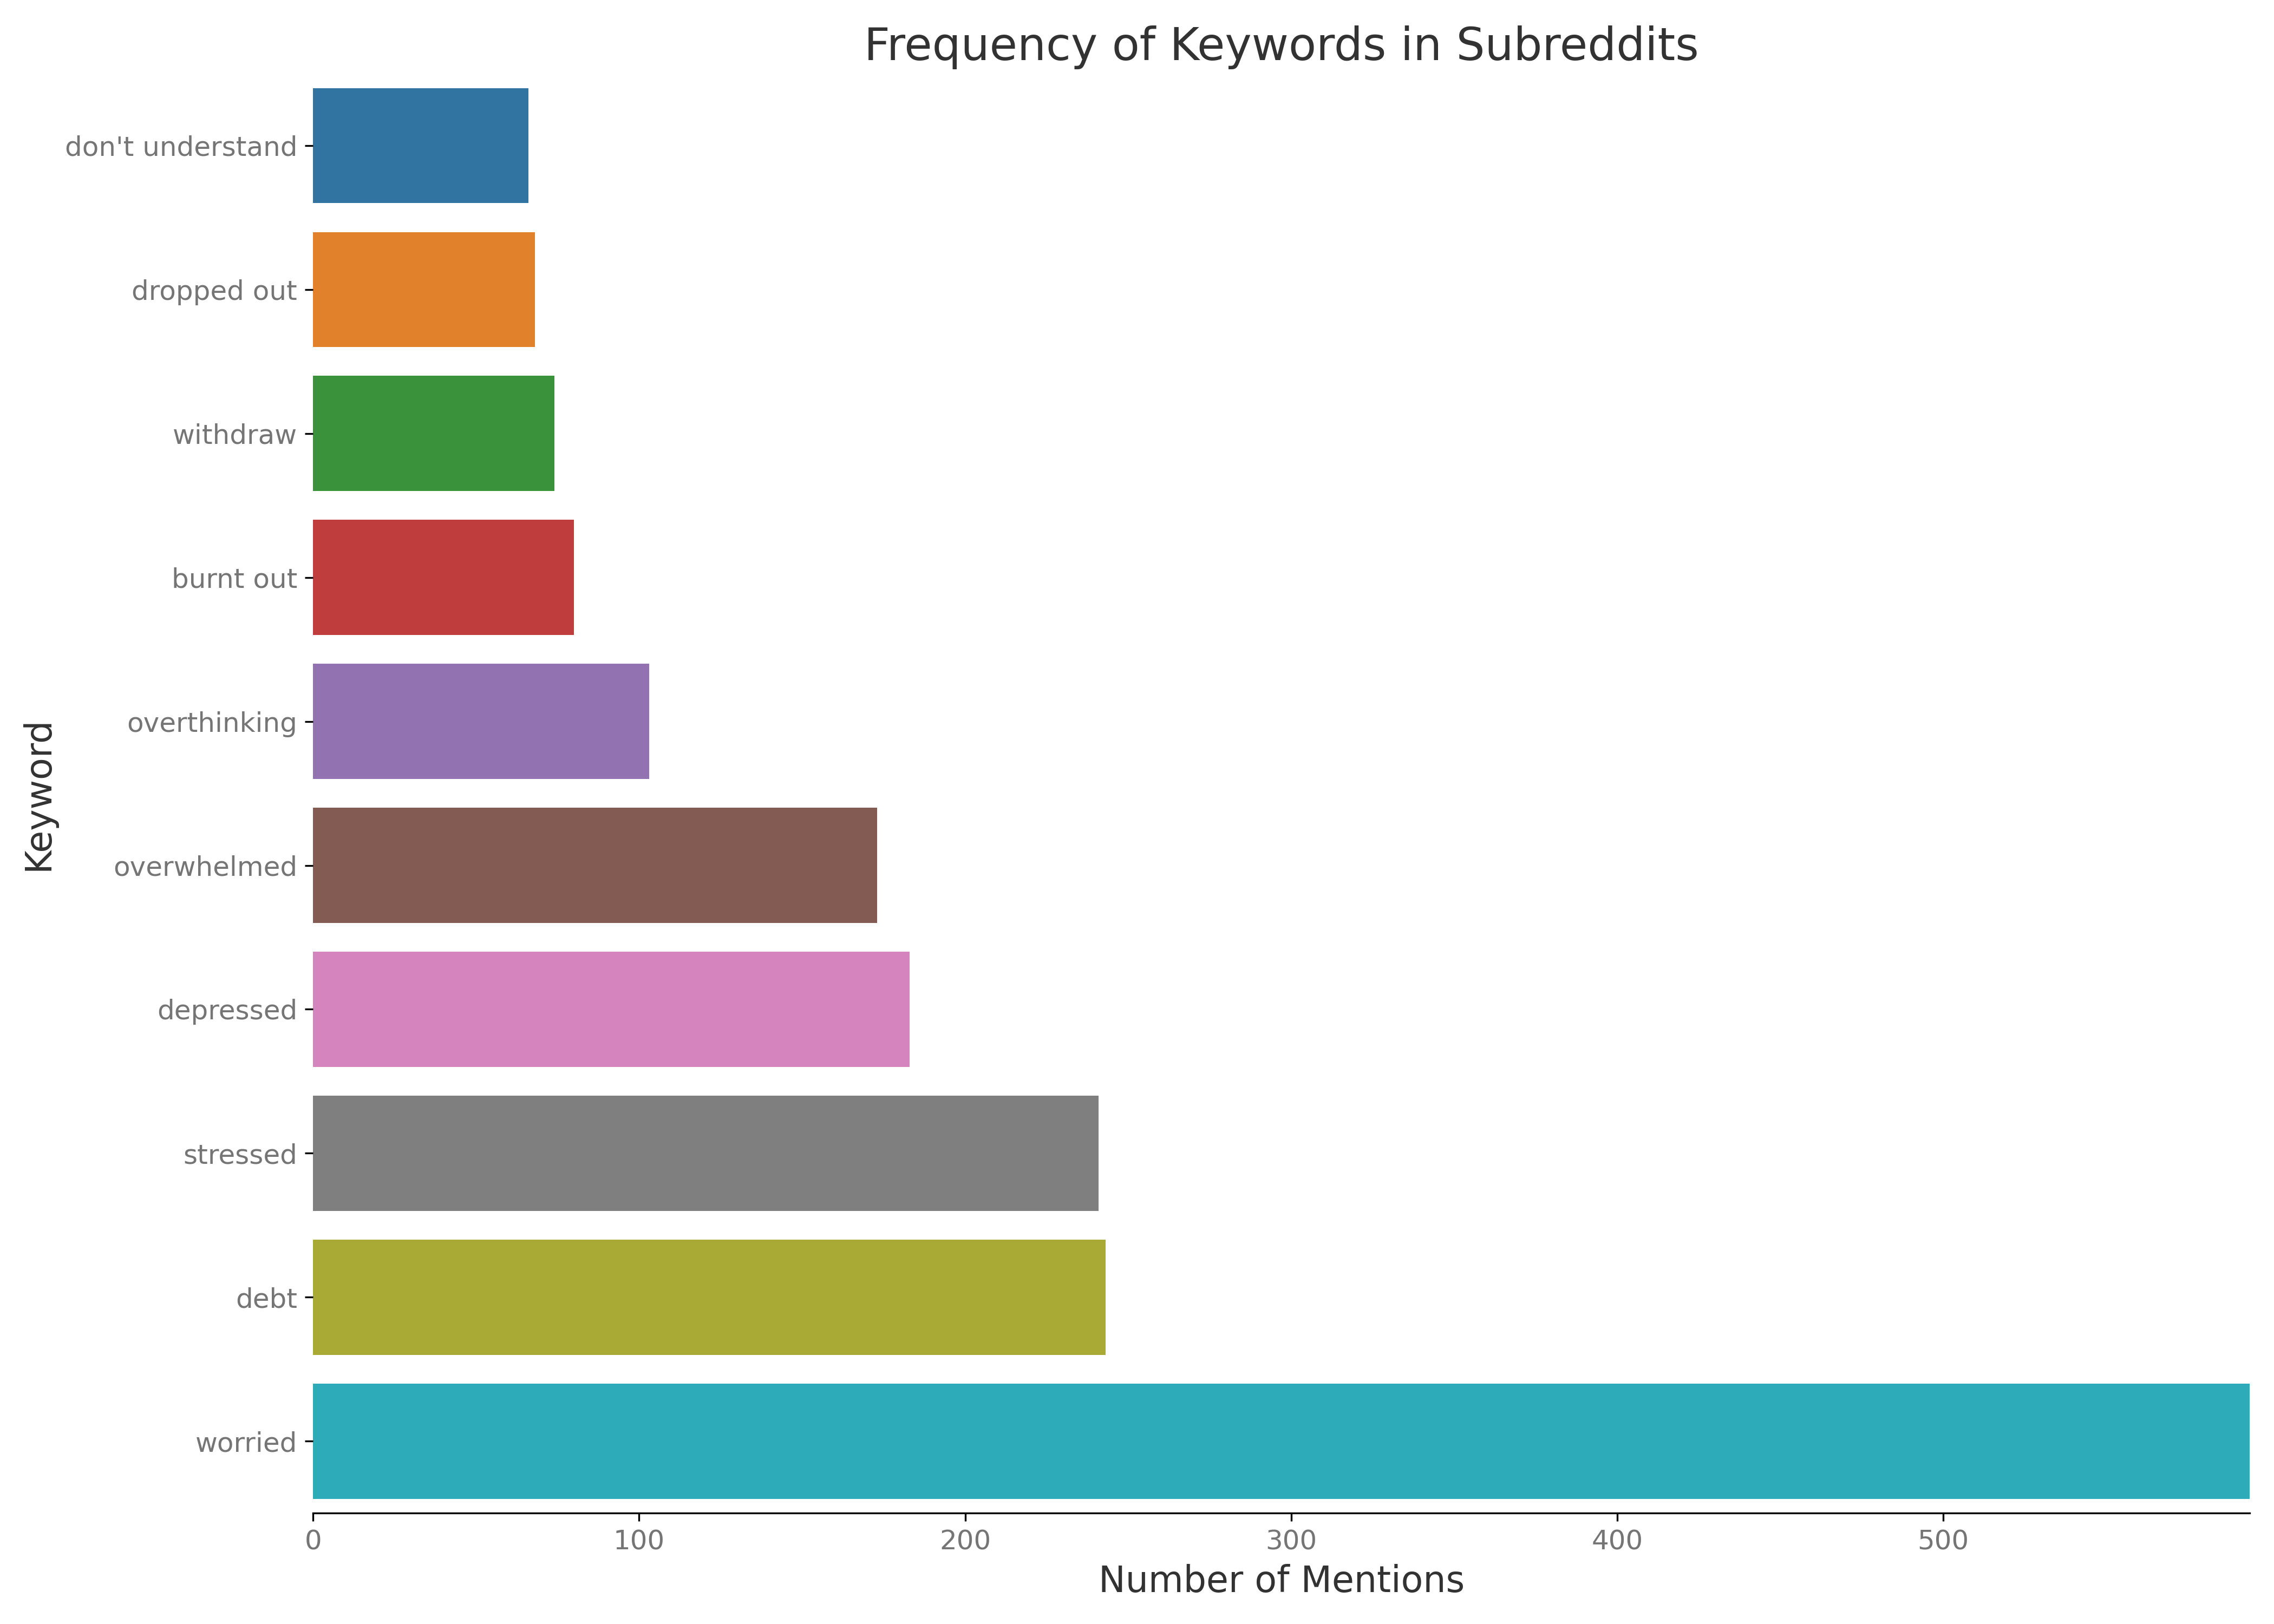 Frequency of Keywords in Subreddits
don't understand
dropped out
withdraw
burnt out
overthinking
overwhelmed
depressed
stressed
debt
worried
Keyword
0 100 200 300 400 500
Number of Mentions